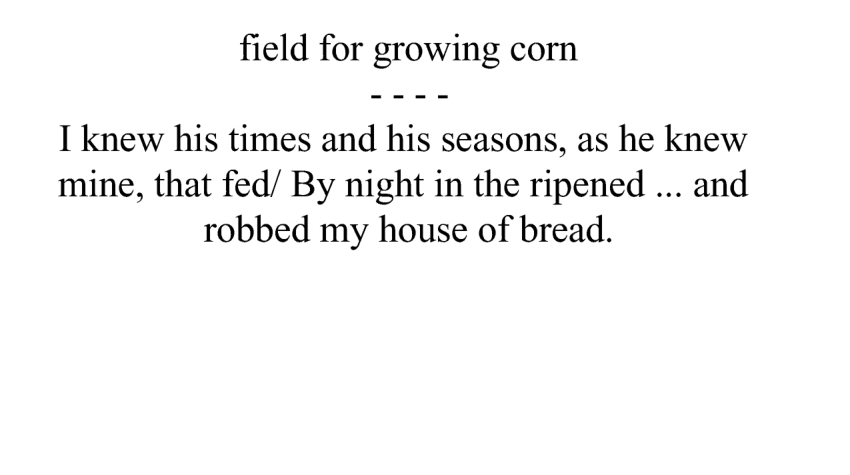 field for growing corn
- - - -
I knew his times and his seasons, as he knew
mine, that fed/ By night in the ripened ... and
robbed my house of bread.